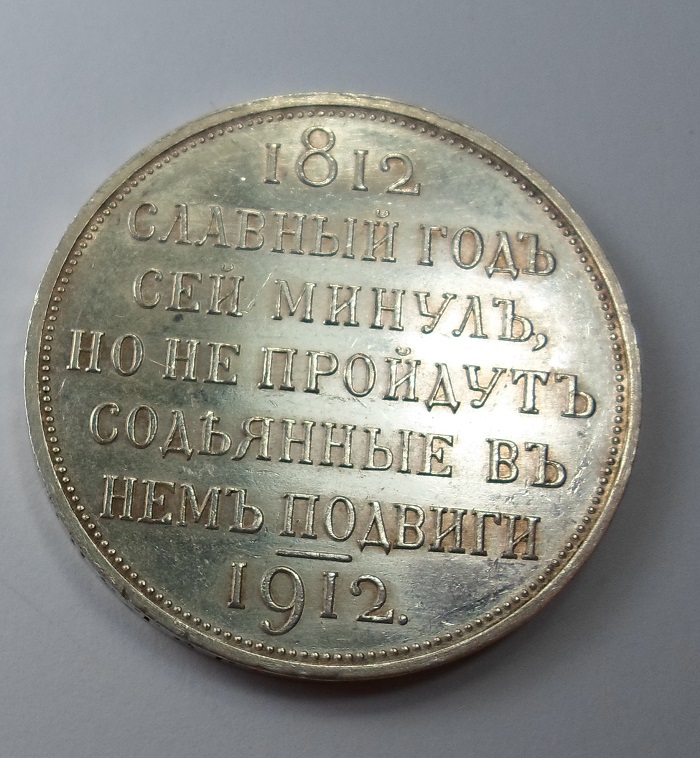 1812
СЛАВНЫЙ ГОДЪ
СЕЙ МИНУЛЪ,
НО НЕ ПРОЙДУТЪ
СОДѢЯННЫЕ ВЪ
НЕМЪ ПОДВИГИ
1912.